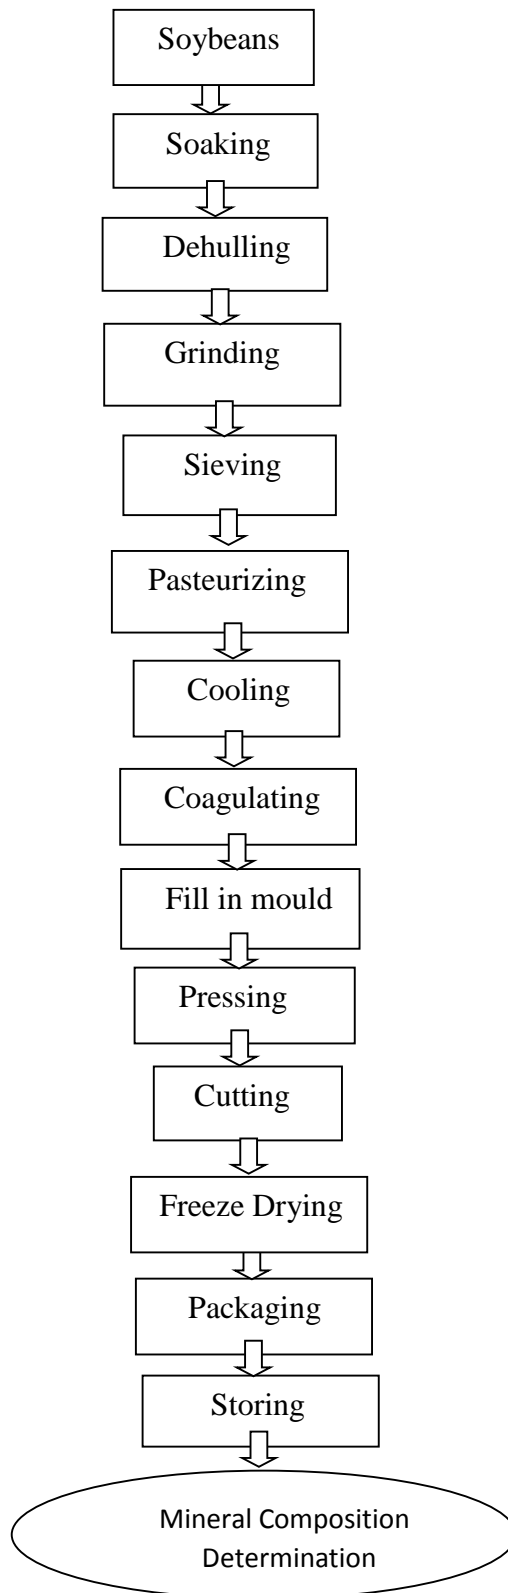 Soybeans
Soaking
Dehulling
Grinding
Sieving
Pasteurizing
Cooling
Coagulating
Fill in mould
Pressing
Cutting
Freeze Drying
Packaging
Storing
Mineral Composition
Determination